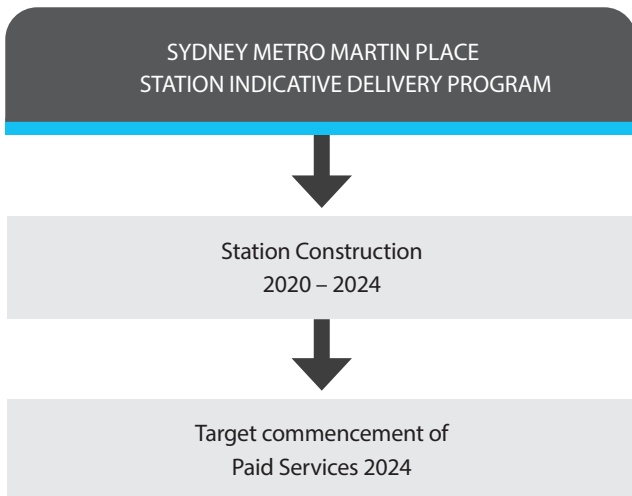 SYDNEY METRO MARTIN PLACE
STATION INDICATIVE DELIVERY PROGRAM
Station Construction
2020 – 2024
Target commencement of
Paid Services 2024